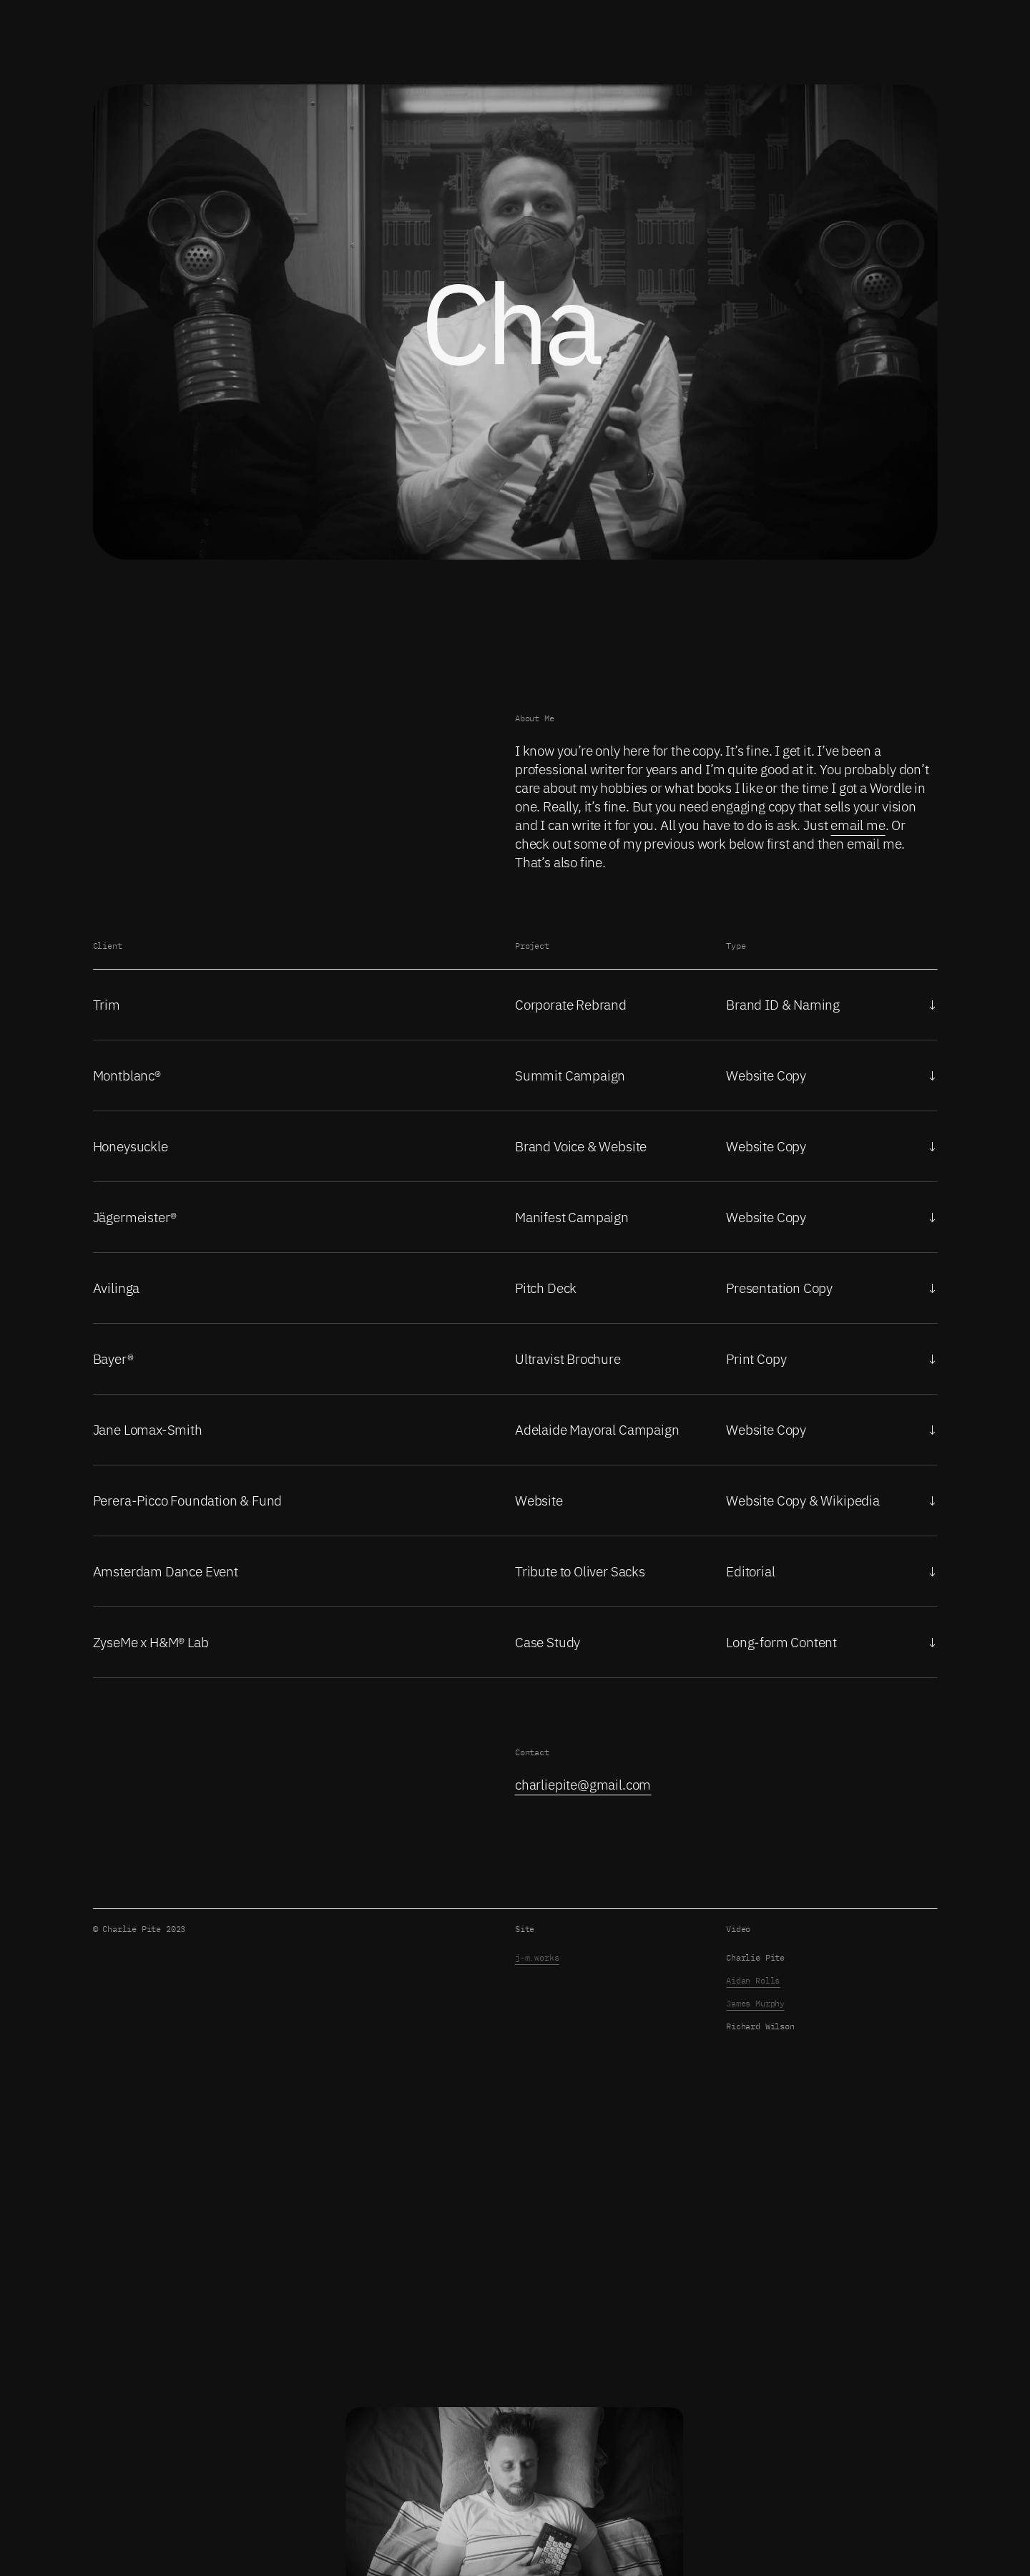 Cha
About Me
I know you’re only here for the copy. It’s fine. I get it. I’ve been a
professional writer for years and I’m quite good at it. You probably don’t
care about my hobbies or what books I like or the time I got a Wordle in
one. Really, it’s fine. But you need engaging copy that sells your vision
and I can write it for you. All you have to do is ask. Just email me. Or
check out some of my previous work below first and then email me.
That’s also fine.
Client Project Type
Trim Corporate Rebrand Brand ID & Naming ↓
Montblanc® Summit Campaign Website Copy ↓
Honeysuckle Brand Voice & Website Website Copy ↓
Jägermeister® Manifest Campaign Website Copy ↓
Avilinga Pitch Deck Presentation Copy ↓
Bayer® Ultravist Brochure Print Copy ↓
Jane Lomax-Smith Adelaide Mayoral Campaign Website Copy ↓
Perera-Picco Foundation & Fund Website Website Copy & Wikipedia ↓
Amsterdam Dance Event Tribute to Oliver Sacks Editorial ↓
ZyseMe x H&M® Lab Case Study Long-form Content ↓
Contact
charliepite@gmail.com
© Charlie Pite 2023 Site Video
j-m.works Charlie Pite
Aidan Rolls
James Murphy
Richard Wilson